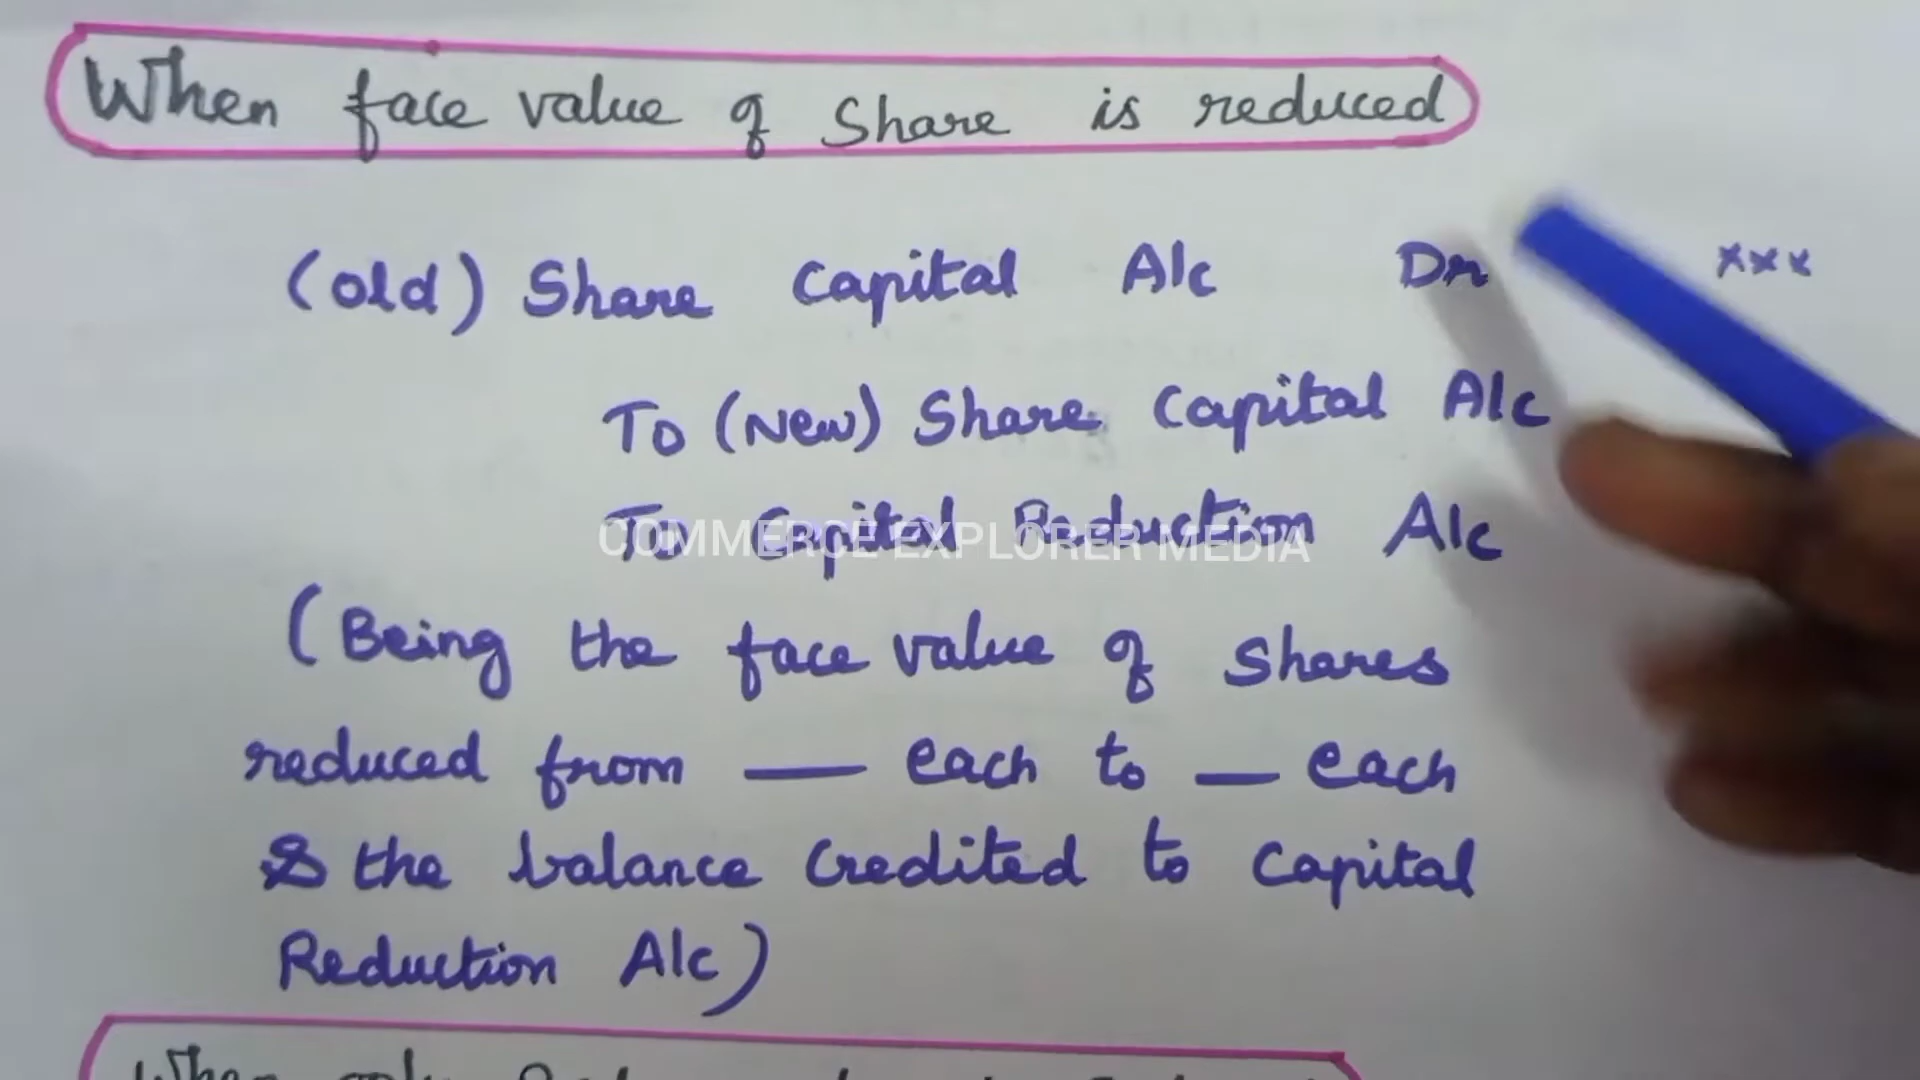 When face value of share is reduced
(old) Share capital A/c Dr xxx
To (New) Share capital A/c
To Capital Reduction A/c
COMMERCE EXPLORER MEDIA
(Being the face value of shares
reduced from — each to — each
& the balance credited to capital
Reduction A/c)
When only